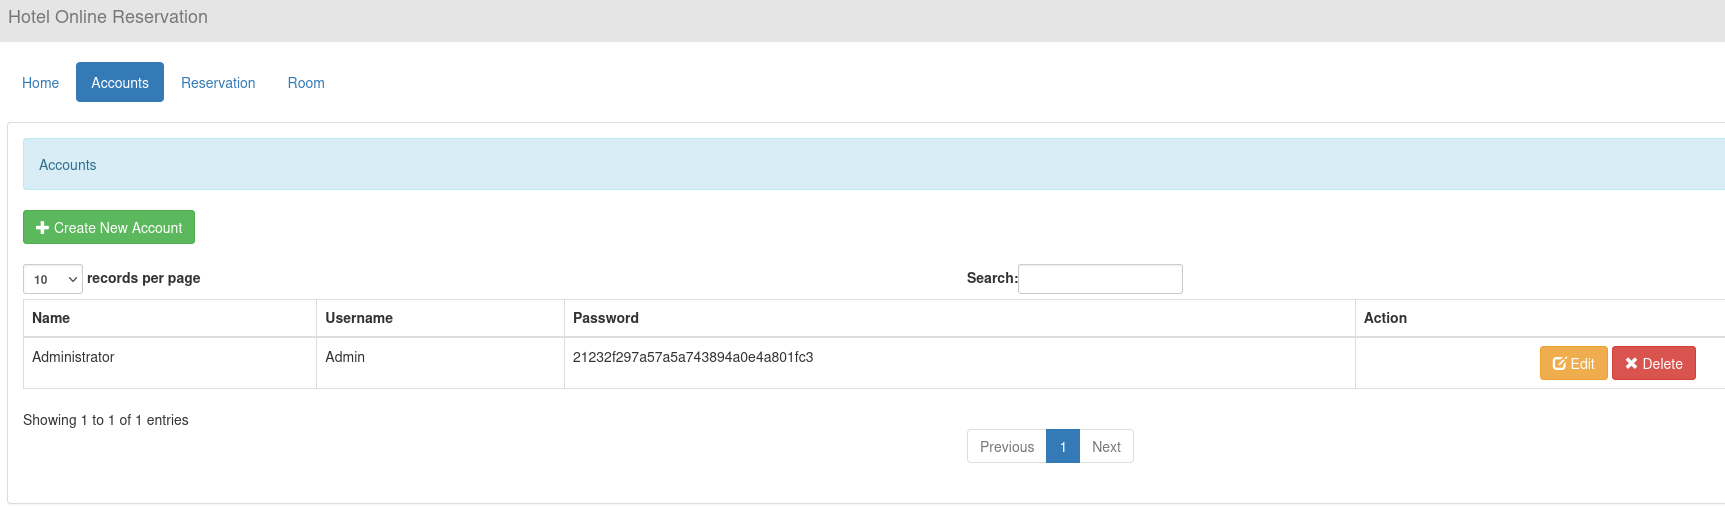 Hotel Online Reservation
Home Accounts Reservation Room
Accounts
Create New Account
10 records per page Search:
Name Username Password Action
Administrator Admin 21232f297a57a5a743894a0e4a801fc3 Edit Delete
Showing 1 to 1 of 1 entries
Previous 1 Next